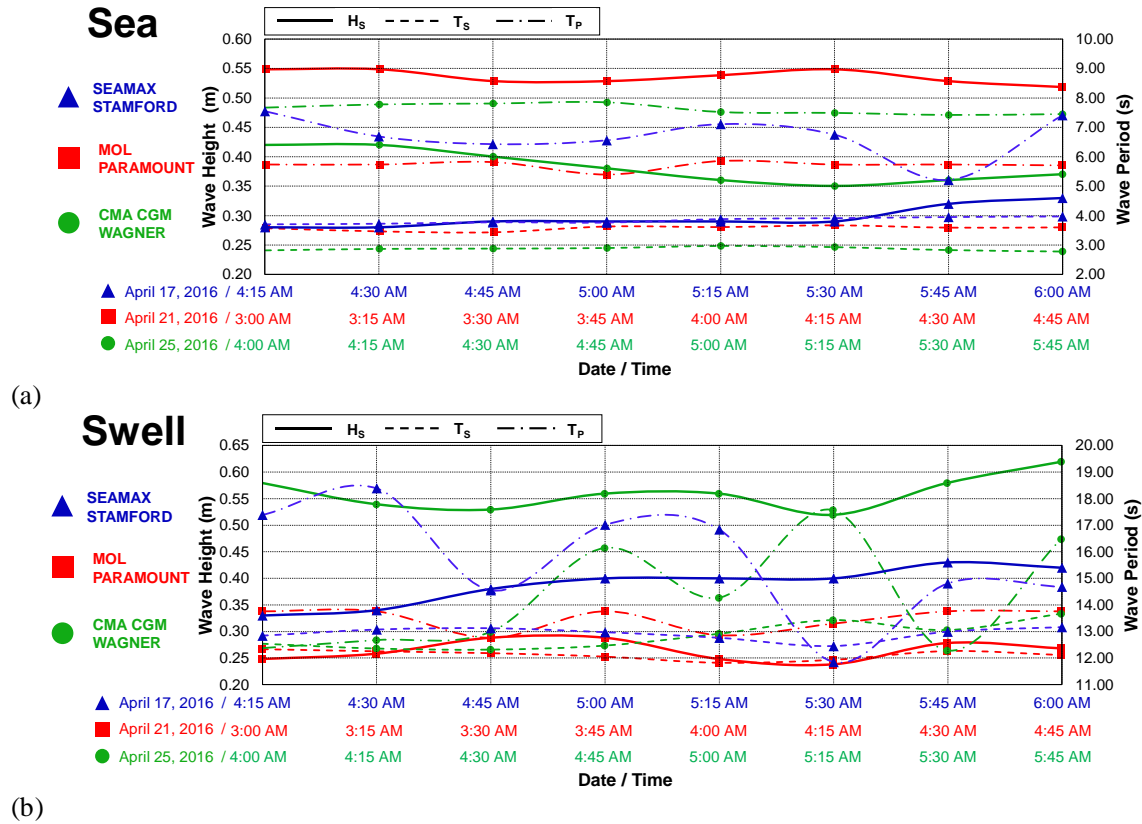 Sea
H_S T_S T_P
SEAMAX
STAMFORD
MOL
PARAMOUNT
CMA CGM
WAGNER
Wave Height (m)
0.60
0.55
0.50
0.45
0.40
0.35
0.30
0.25
0.20
10.00
9.00
8.00
7.00
6.00
5.00
4.00
3.00
2.00
Wave Period (s)
April 17, 2016 / 4:15 AM 4:30 AM 4:45 AM 5:00 AM 5:15 AM 5:30 AM 5:45 AM 6:00 AM
April 21, 2016 / 3:00 AM 3:15 AM 3:30 AM 3:45 AM 4:00 AM 4:15 AM 4:30 AM 4:45 AM
April 25, 2016 / 4:00 AM 4:15 AM 4:30 AM 4:45 AM 5:00 AM 5:15 AM 5:30 AM 5:45 AM
Date / Time
(a)
Swell
H_S T_S T_P
SEAMAX
STAMFORD
MOL
PARAMOUNT
CMA CGM
WAGNER
Wave Height (m)
0.65
0.60
0.55
0.50
0.45
0.40
0.35
0.30
0.25
0.20
20.00
19.00
18.00
17.00
16.00
15.00
14.00
13.00
12.00
11.00
Wave Period (s)
April 17, 2016 / 4:15 AM 4:30 AM 4:45 AM 5:00 AM 5:15 AM 5:30 AM 5:45 AM 6:00 AM
April 21, 2016 / 3:00 AM 3:15 AM 3:30 AM 3:45 AM 4:00 AM 4:15 AM 4:30 AM 4:45 AM
April 25, 2016 / 4:00 AM 4:15 AM 4:30 AM 4:45 AM 5:00 AM 5:15 AM 5:30 AM 5:45 AM
Date / Time
(b)